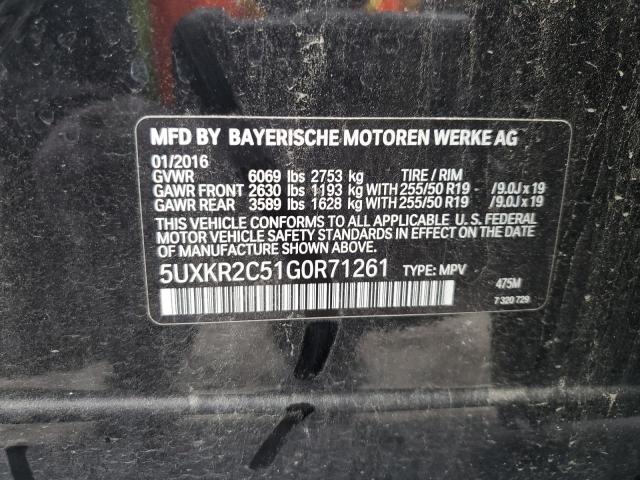 MFD BY BAYERISCHE MOTOREN WERKE AG
01/2016
GVWR 6069 lbs 2753 kg TIRE / RIM
GAWR FRONT 2630 lbs 1193 kg WITH 255/50 R19 - /9.0J x 19
GAWR REAR 3589 lbs 1628 kg WITH 255/50 R19 /9.0J x 19
THIS VEHICLE CONFORMS TO ALL APPLICABLE U. S. FEDERAL
MOTOR VEHICLE SAFETY STANDARDS IN EFFECT ON THE DATE
OF MANUFACTURE SHOWN ABOVE.
5UXKR2C51G0R71261 TYPE: MPV 475M
7 320 729